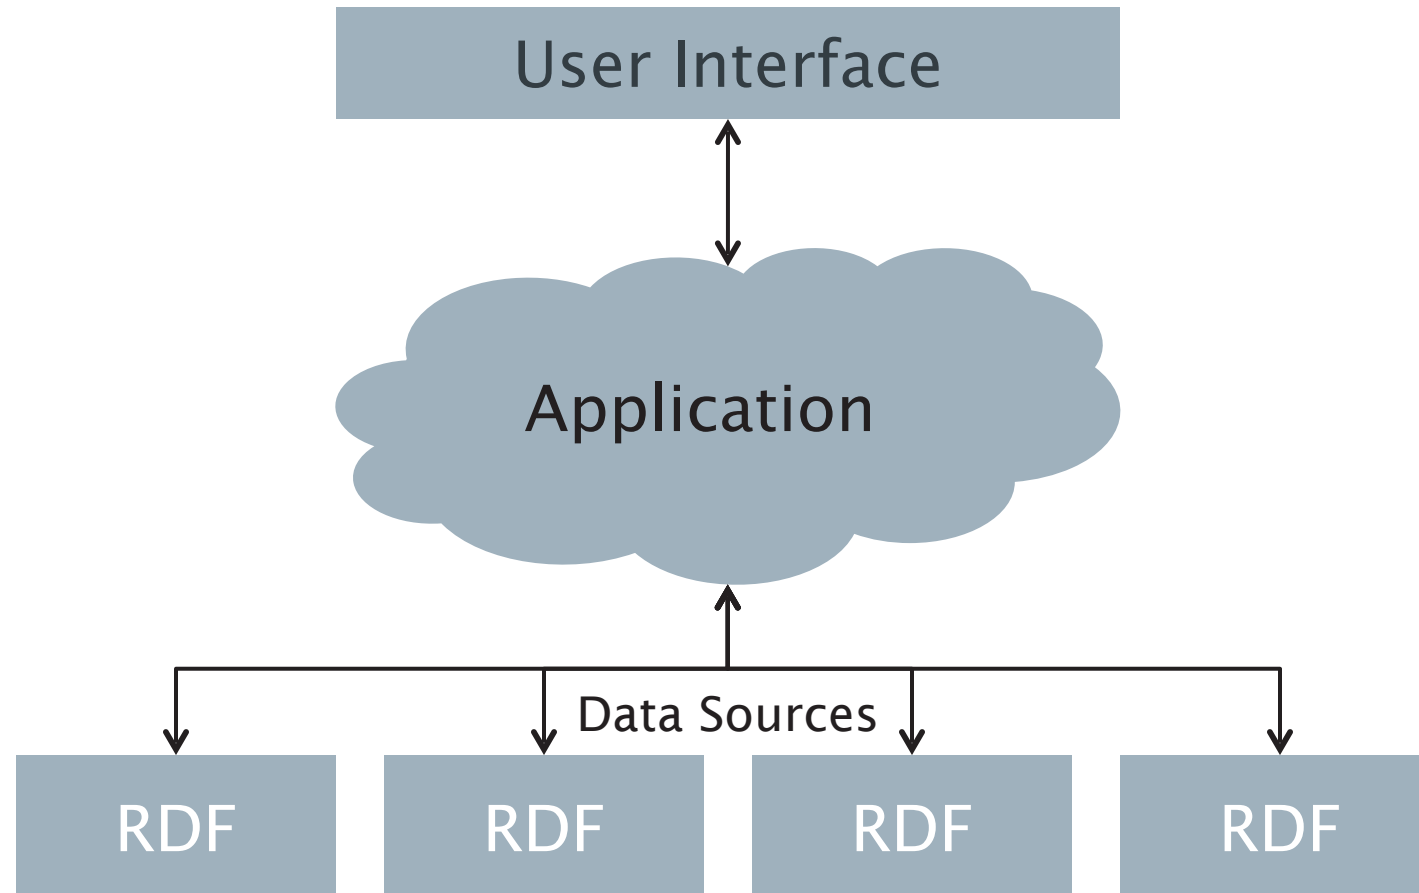 User Interface
Application
Data Sources
RDF
RDF
RDF
RDF